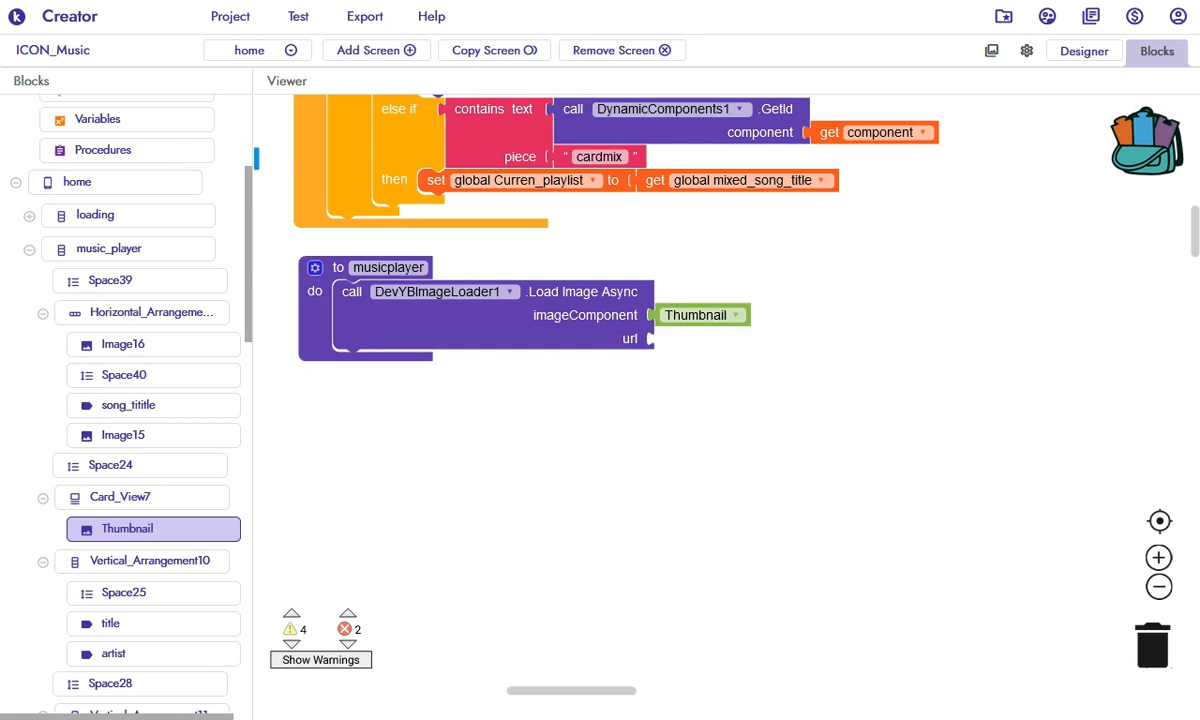 Creator
Project
Test
Export
Help
ICON_Music
home
Add Screen
Copy Screen
Remove Screen
Designer
Blocks
Blocks
Viewer
Variables
Procedures
home
loading
music_player
Space39
Horizontal_Arrangeme...
Image16
Space40
song_tititle
Image15
Space24
Card_View7
Thumbnail
Vertical_Arrangement10
Space25
title
artist
Space28
else if
contains text
call DynamicComponents1 .GetId
component
get component
piece
“ cardmix ”
then
set global Curren_playlist to
get global mixed_song_title
to musicplayer
do
call DevYBImageLoader1 .Load Image Async
imageComponent
Thumbnail
url
4
2
Show Warnings